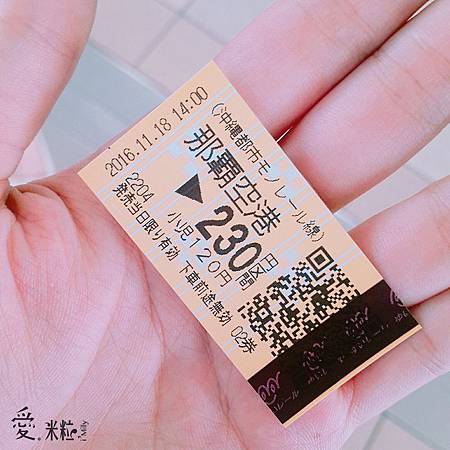 2016.11.18 14:00
(沖縄都市モノレール線)
那覇空港
▶230円区間
2204 小児120円
発売当日限り有効 下車前途無効 02券
愛。米粒